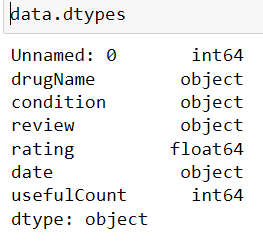 data.dtypes
Unnamed: 0 int64
drugName object
condition object
review object
rating float64
date object
usefulCount int64
dtype: object